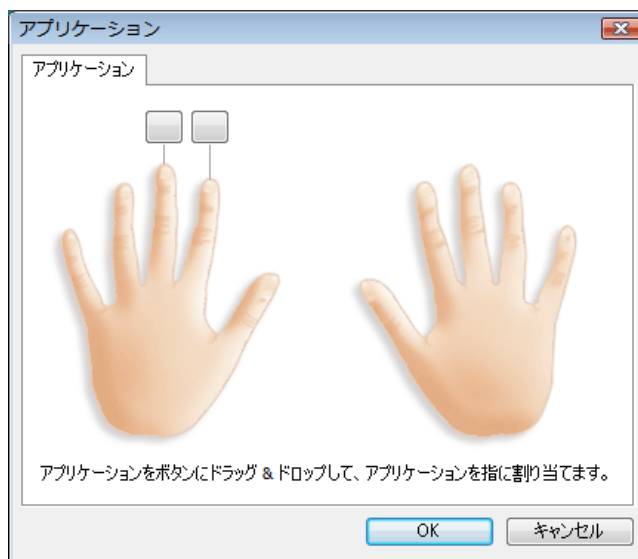 アプリケーション
アプリケーション
アプリケーションをボタンにドラッグ & ドロップして、アプリケーションを指に割り当てます。
OK
キャンセル